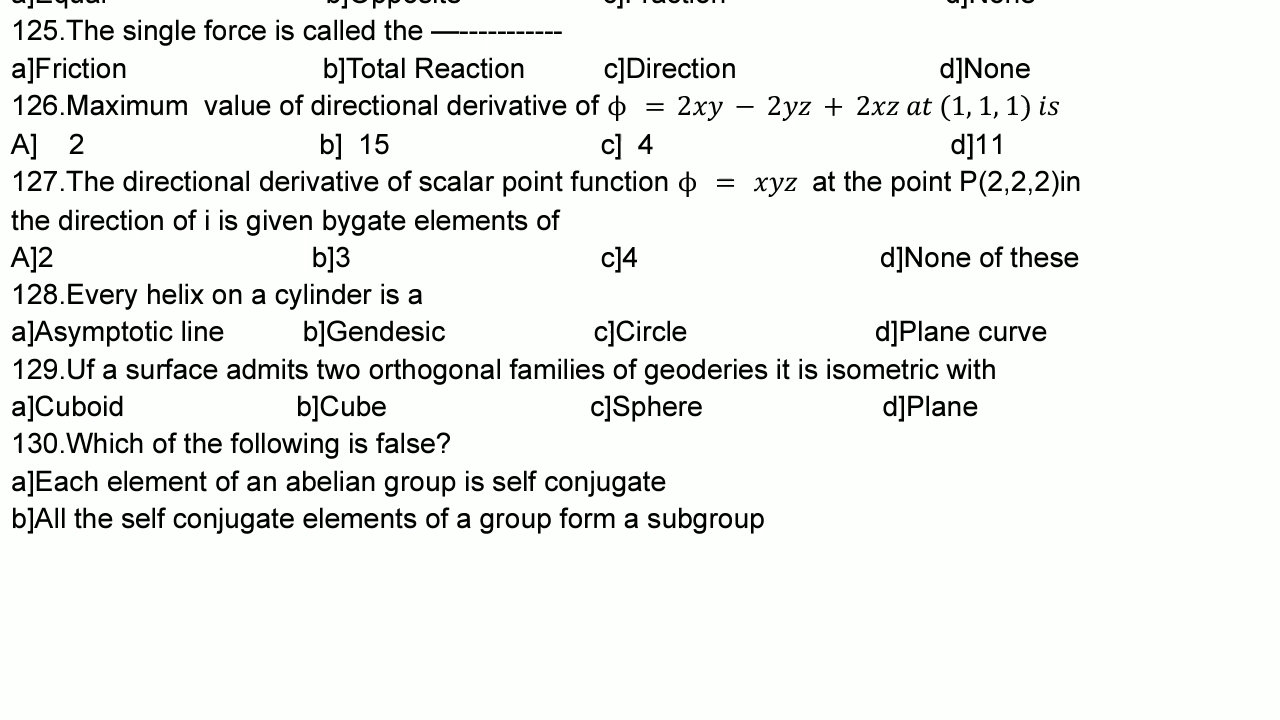 a]Equal b]Opposite c]Fraction d]None
125.The single force is called the —------------
a]Friction b]Total Reaction c]Direction d]None
126.Maximum value of directional derivative of ϕ = 2xy − 2yz + 2xz at (1, 1, 1) is
A] 2 b] 15 c] 4 d]11
127.The directional derivative of scalar point function ϕ = xyz at the point P(2,2,2)in
the direction of i is given bygate elements of
A]2 b]3 c]4 d]None of these
128.Every helix on a cylinder is a
a]Asymptotic line b]Gendesic c]Circle d]Plane curve
129.Uf a surface admits two orthogonal families of geoderies it is isometric with
a]Cuboid b]Cube c]Sphere d]Plane
130.Which of the following is false?
a]Each element of an abelian group is self conjugate
b]All the self conjugate elements of a group form a subgroup